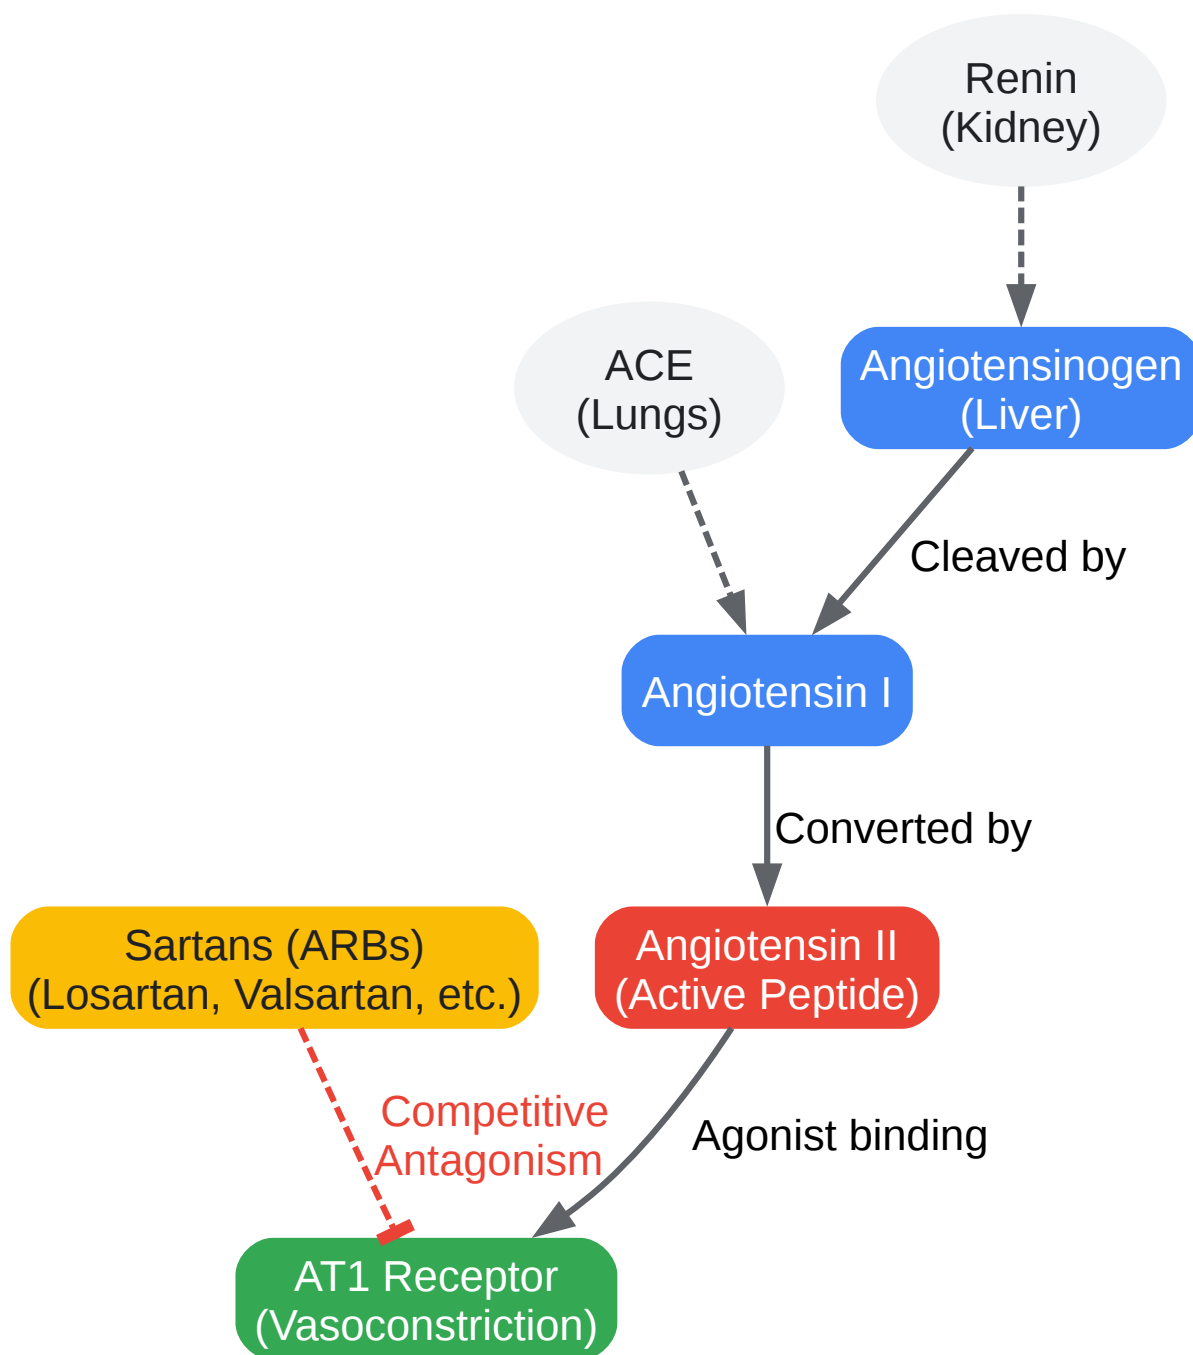 Renin
(Kidney)
ACE
(Lungs)
Angiotensinogen
(Liver)
Cleaved by
Angiotensin I
Converted by
Sartans (ARBs)
(Losartan, Valsartan, etc.)
Angiotensin II
(Active Peptide)
Competitive
Antagonism
Agonist binding
AT1 Receptor
(Vasoconstriction)